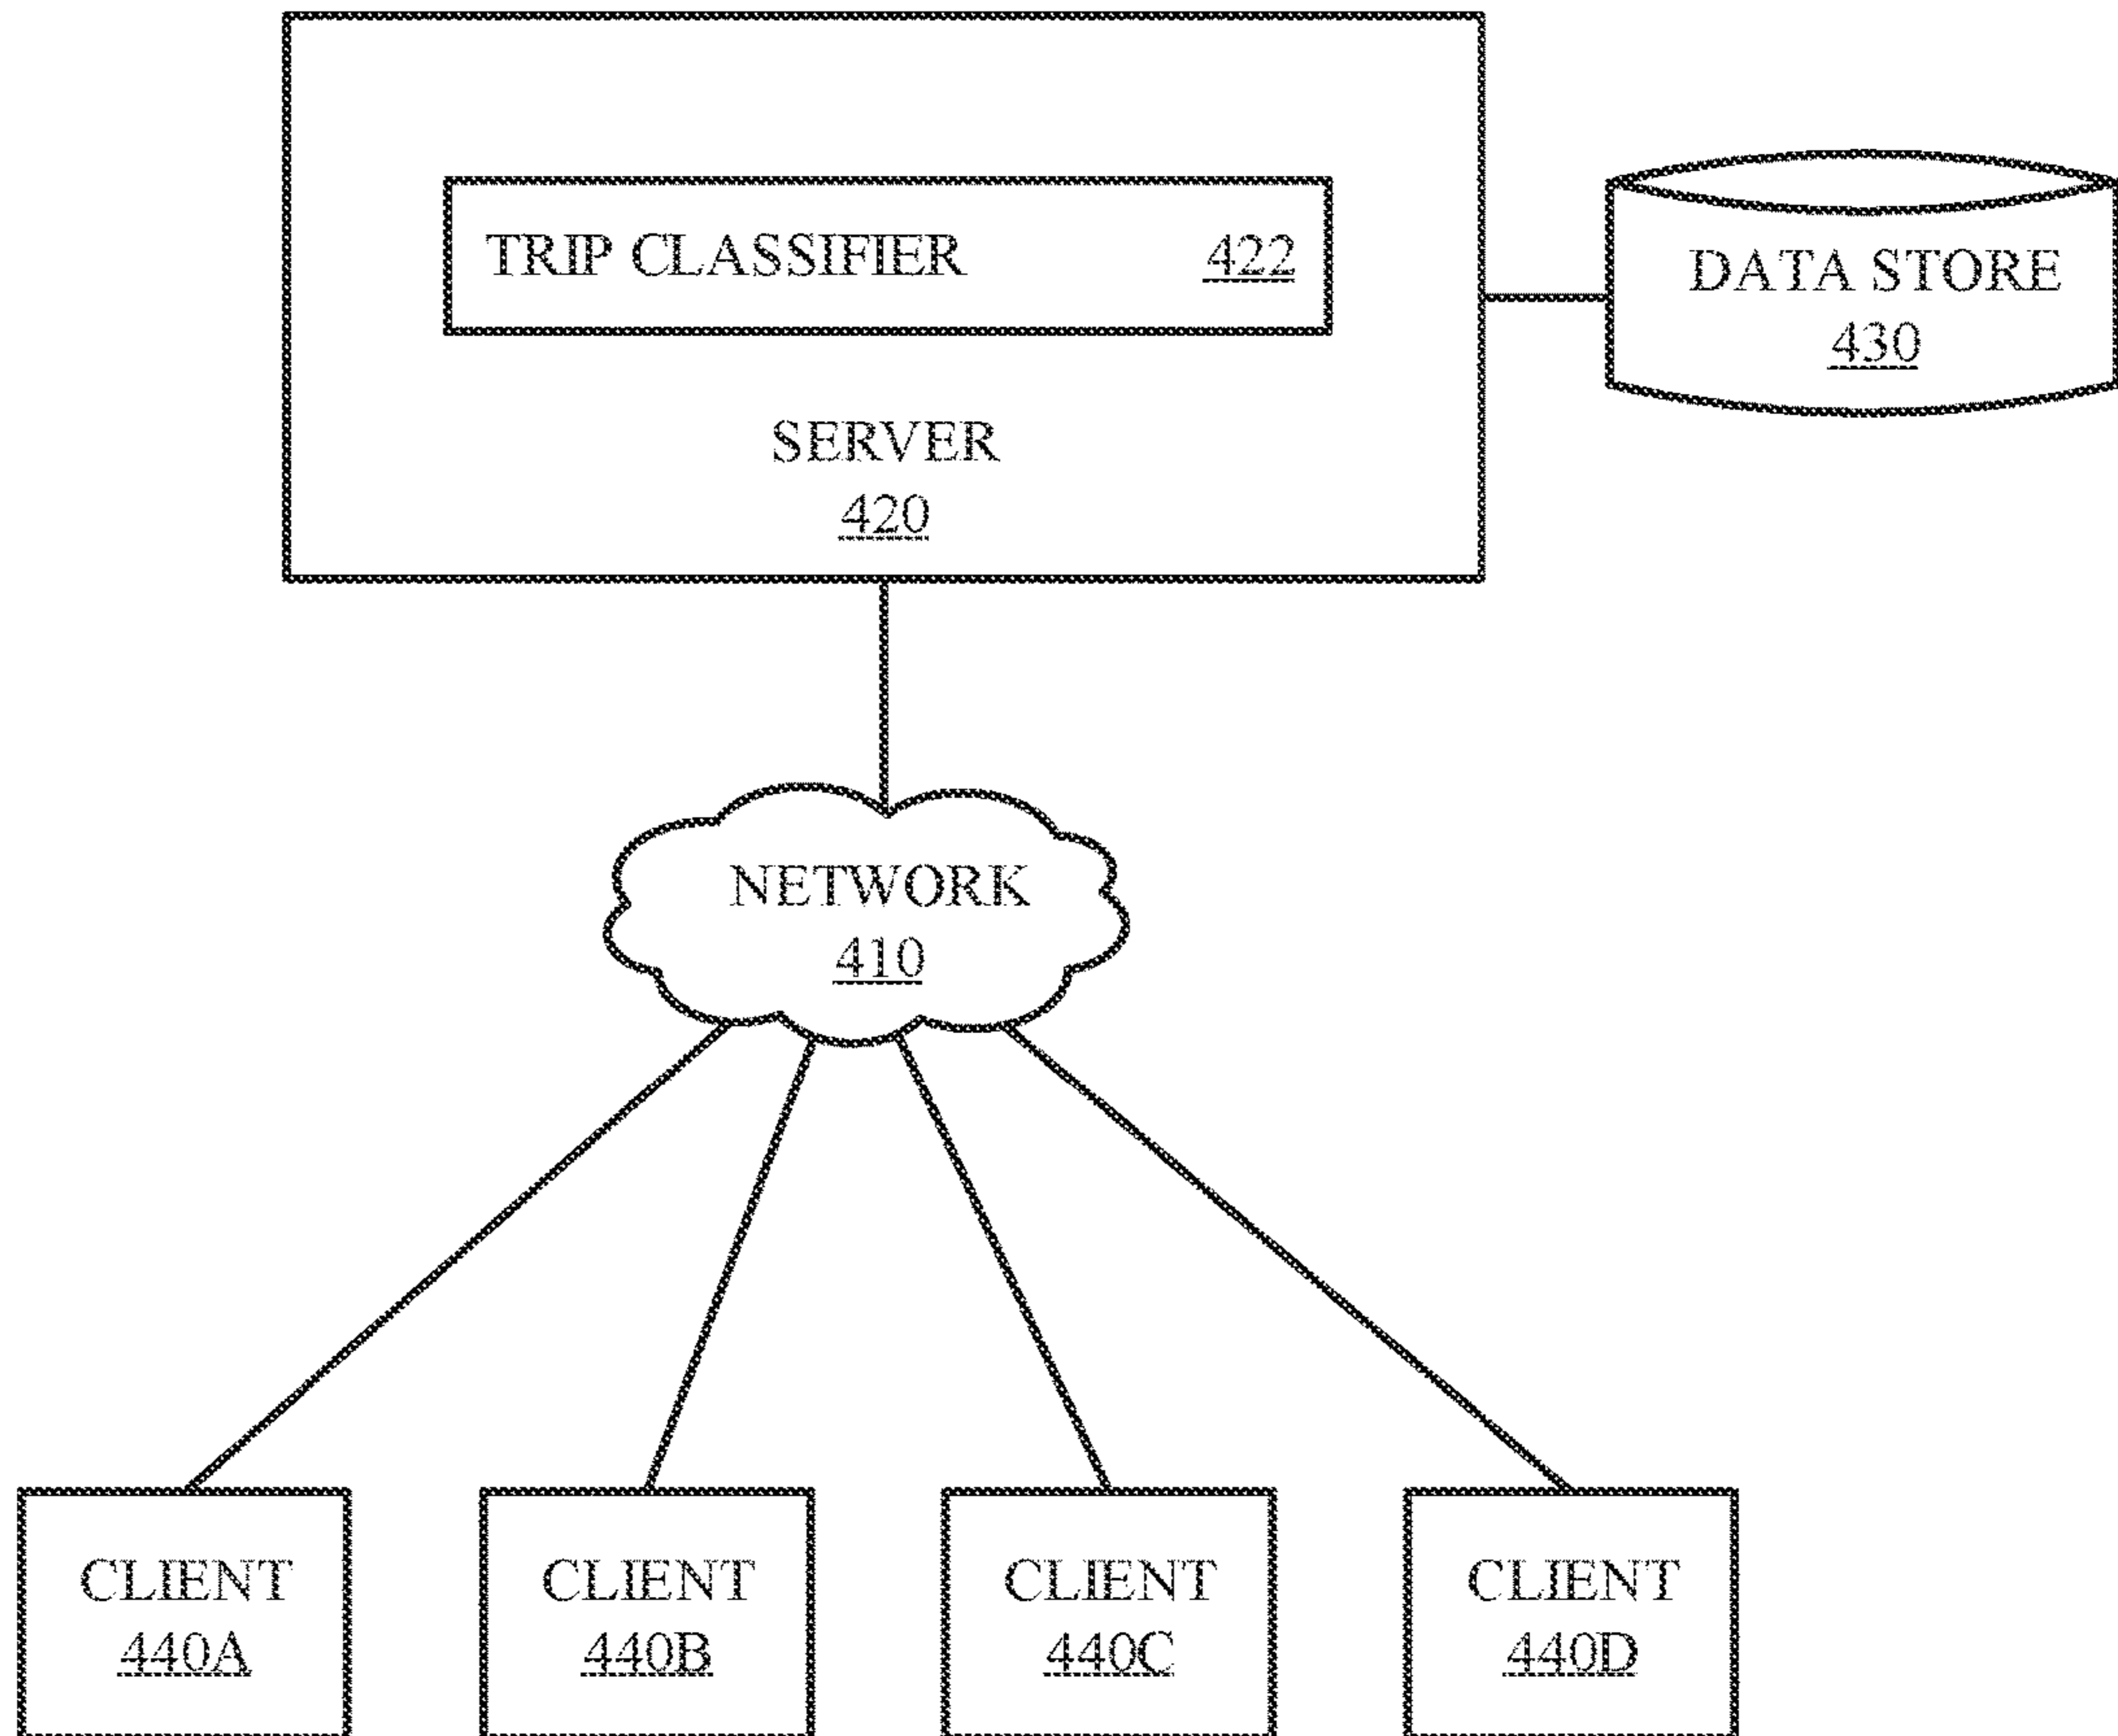 TRIP CLASSIFIER 422
SERVER
420
DATA STORE
430
NETWORK
410
CLIENT
440A
CLIENT
440B
CLIENT
440C
CLIENT
440D